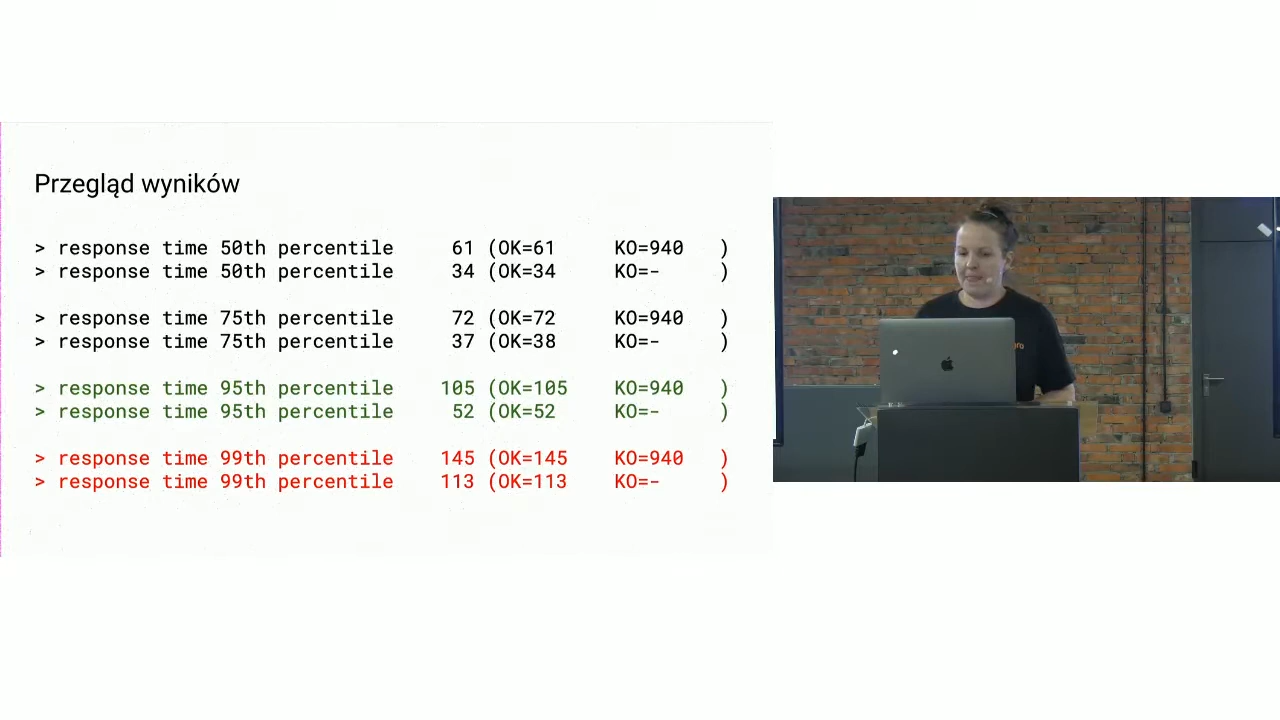 Przegląd wyników
> response time 50th percentile 61 (OK=61 KO=940 )
> response time 50th percentile 34 (OK=34 KO=- )
> response time 75th percentile 72 (OK=72 KO=940 )
> response time 75th percentile 37 (OK=38 KO=- )
> response time 95th percentile 105 (OK=105 KO=940 )
> response time 95th percentile 52 (OK=52 KO=- )
> response time 99th percentile 145 (OK=145 KO=940 )
> response time 99th percentile 113 (OK=113 KO=- )